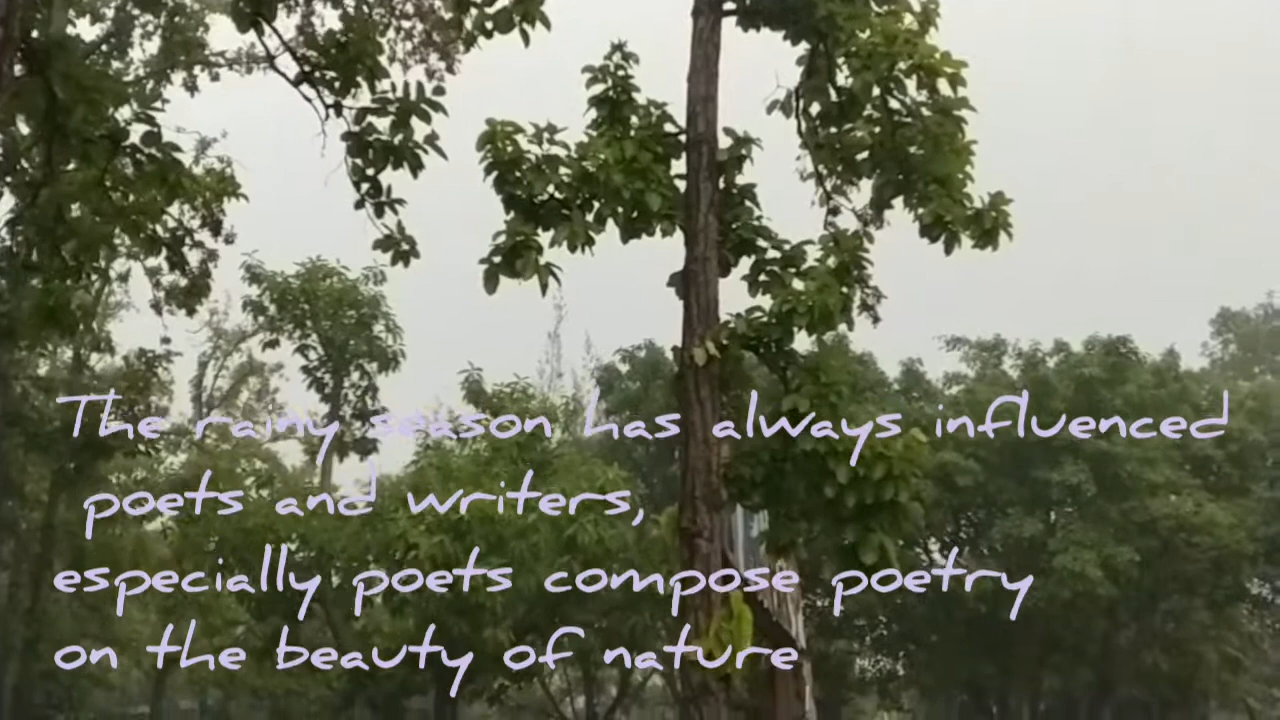 The rainy season has always influenced
poets and writers,
especially poets compose poetry
on the beauty of nature